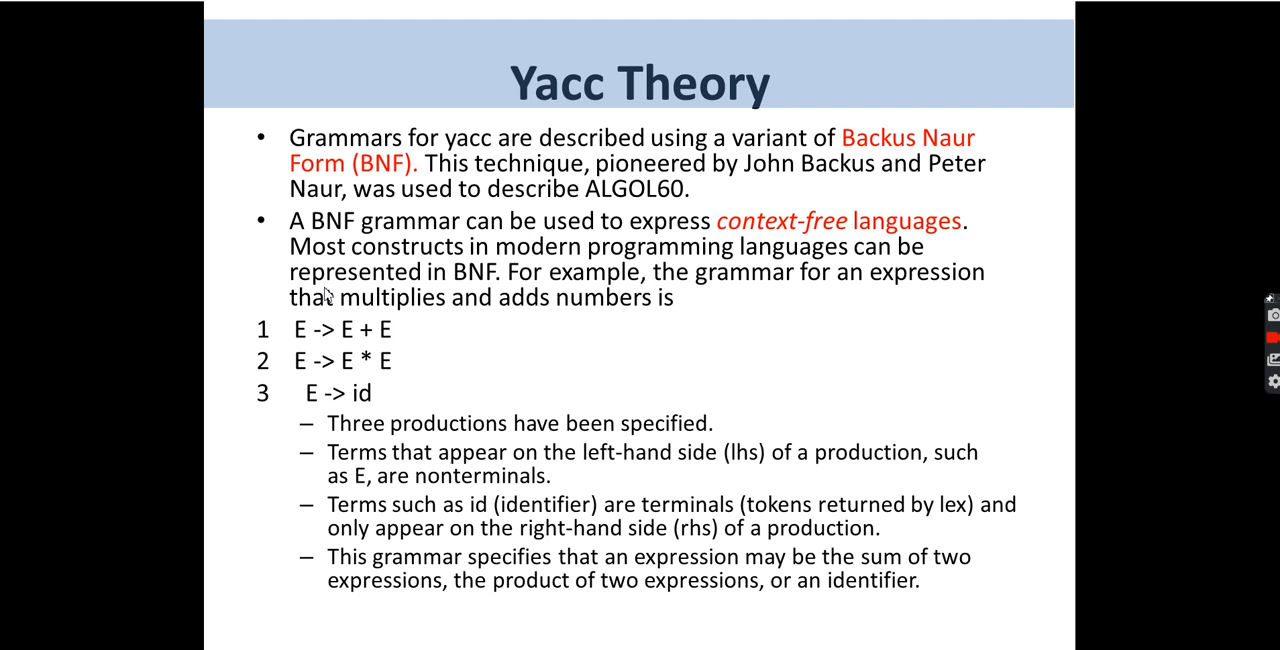 Yacc Theory
• Grammars for yacc are described using a variant of Backus Naur
Form (BNF). This technique, pioneered by John Backus and Peter
Naur, was used to describe ALGOL60.
• A BNF grammar can be used to express context-free languages.
Most constructs in modern programming languages can be
represented in BNF. For example, the grammar for an expression
that multiplies and adds numbers is
1 E -> E + E
2 E -> E * E
3 E -> id
– Three productions have been specified.
– Terms that appear on the left-hand side (lhs) of a production, such
as E, are nonterminals.
– Terms such as id (identifier) are terminals (tokens returned by lex) and
only appear on the right-hand side (rhs) of a production.
– This grammar specifies that an expression may be the sum of two
expressions, the product of two expressions, or an identifier.